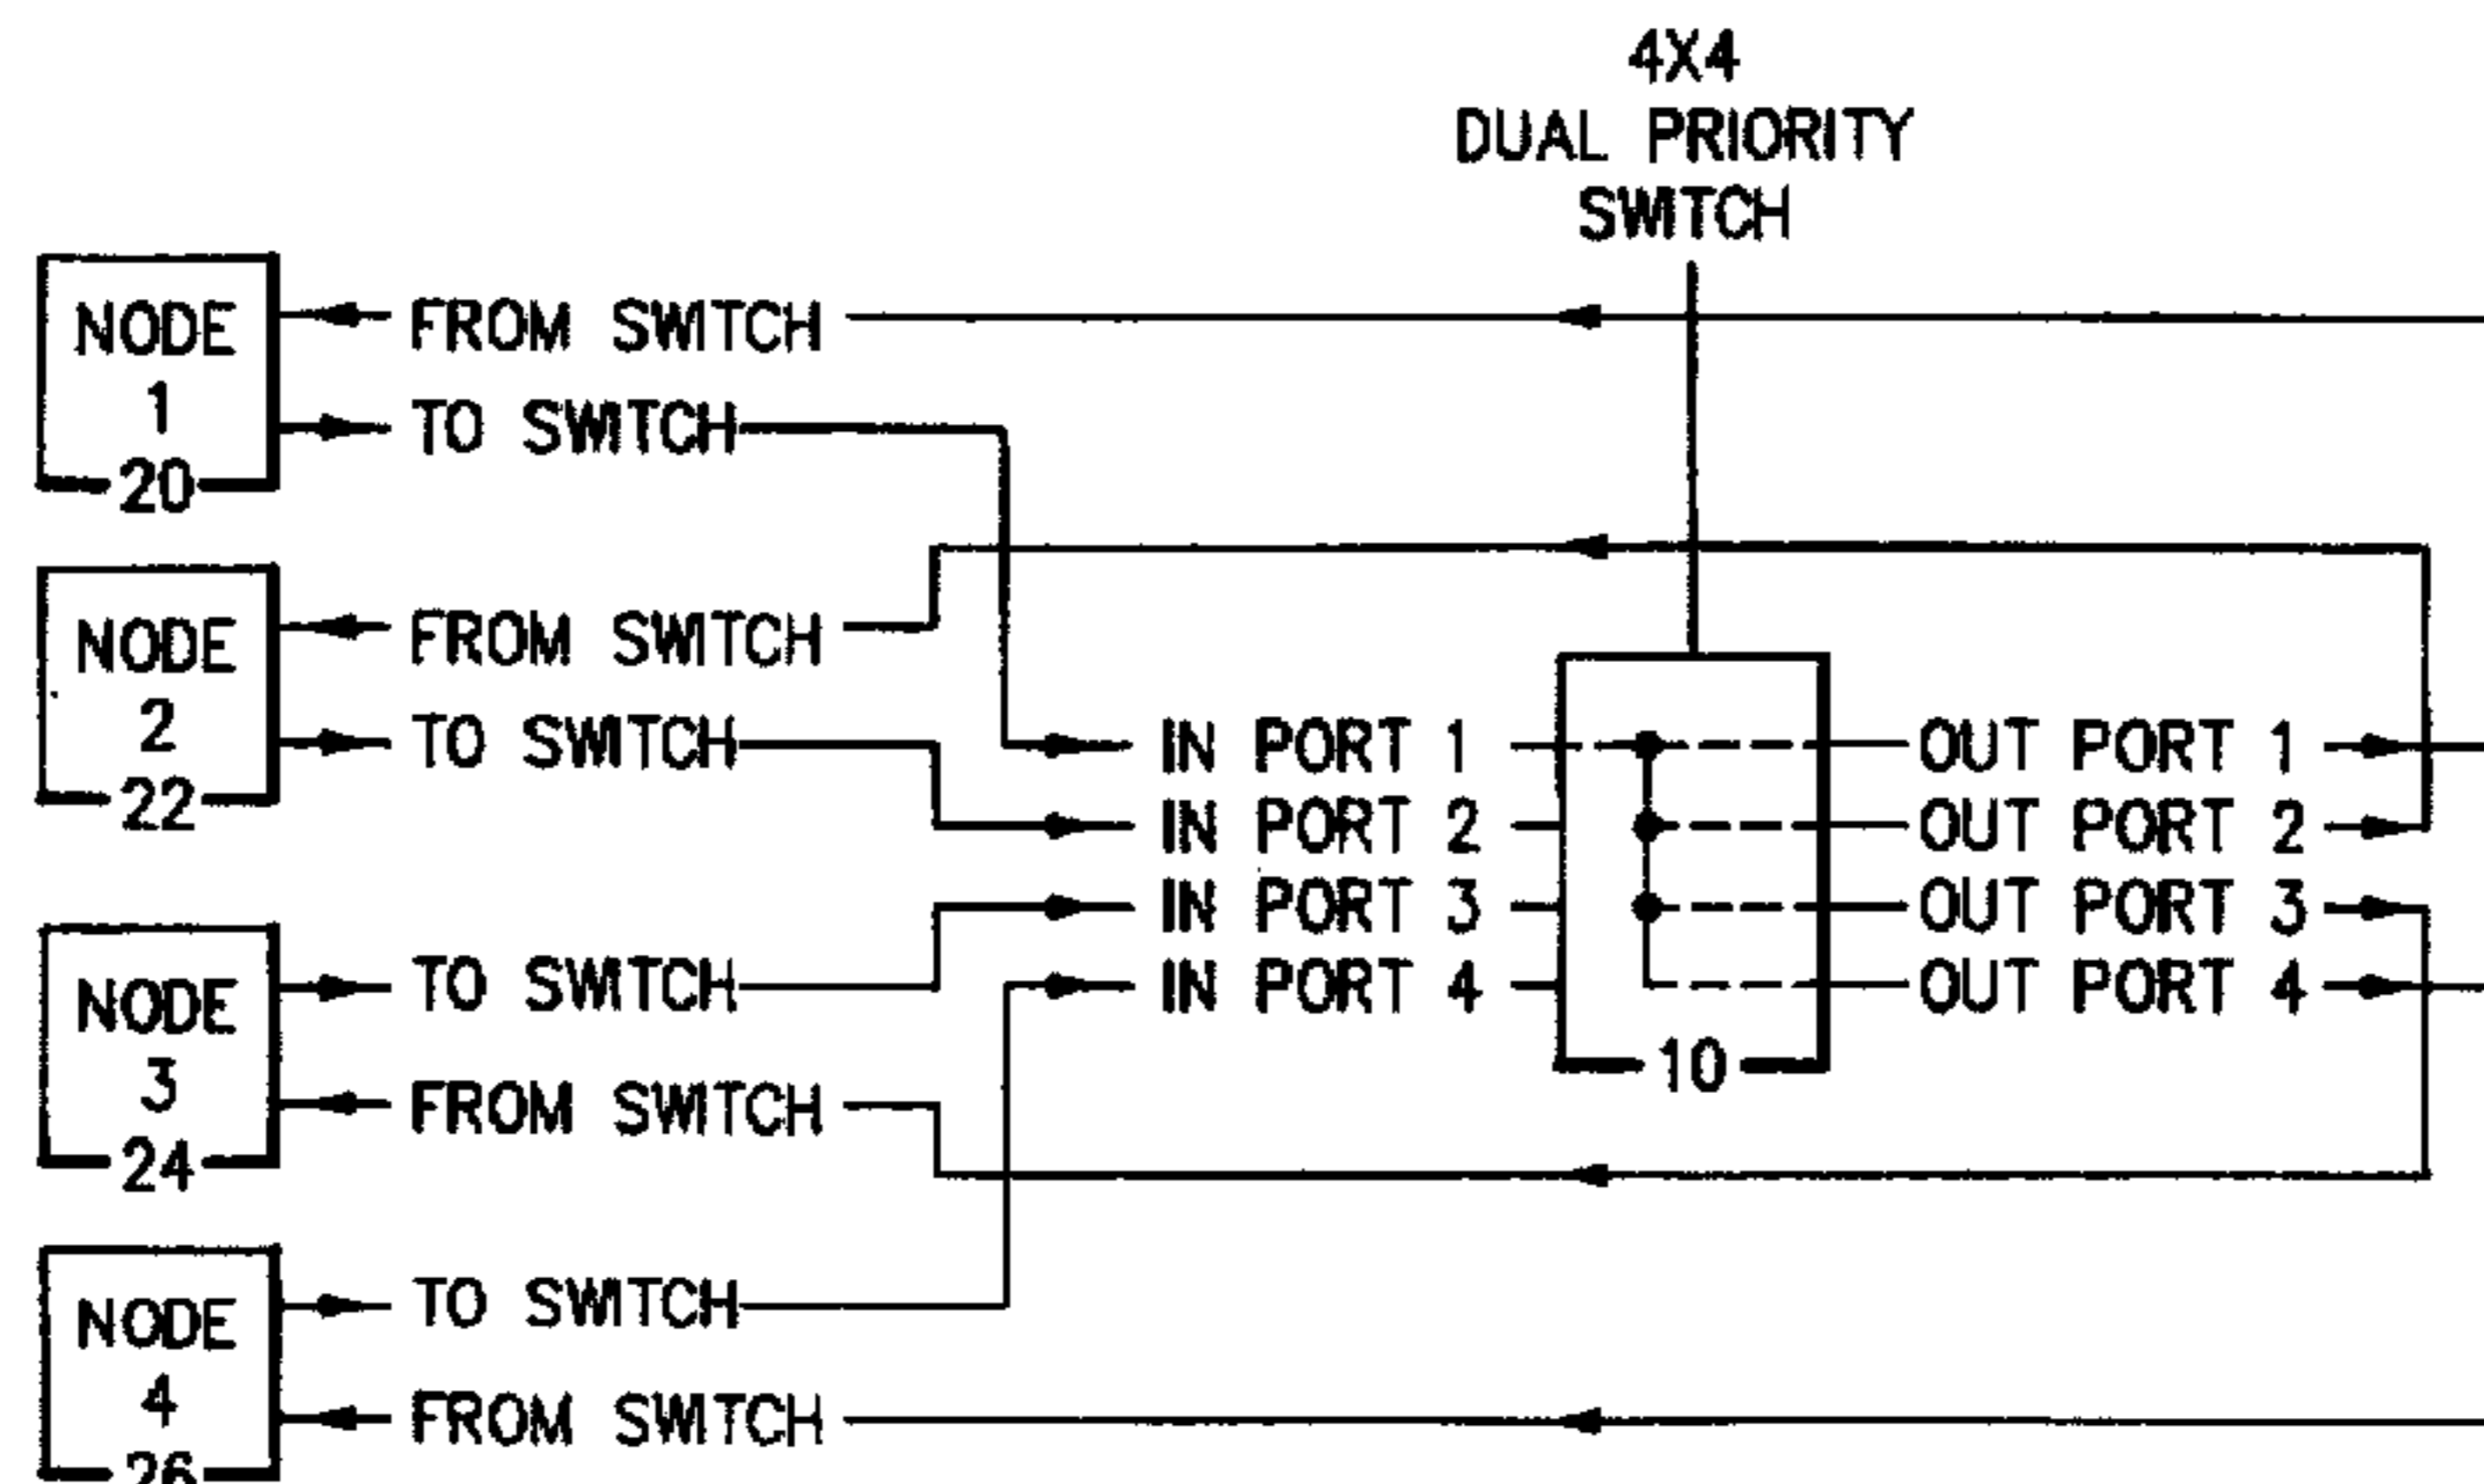 4X4
DUAL PRIORITY
SWITCH
NODE
1
20
FROM SWITCH
TO SWITCH
NODE
2
22
FROM SWITCH
TO SWITCH
NODE
3
24
TO SWITCH
FROM SWITCH
NODE
4
26
TO SWITCH
FROM SWITCH
IN PORT 1
IN PORT 2
IN PORT 3
IN PORT 4
10
OUT PORT 1
OUT PORT 2
OUT PORT 3
OUT PORT 4